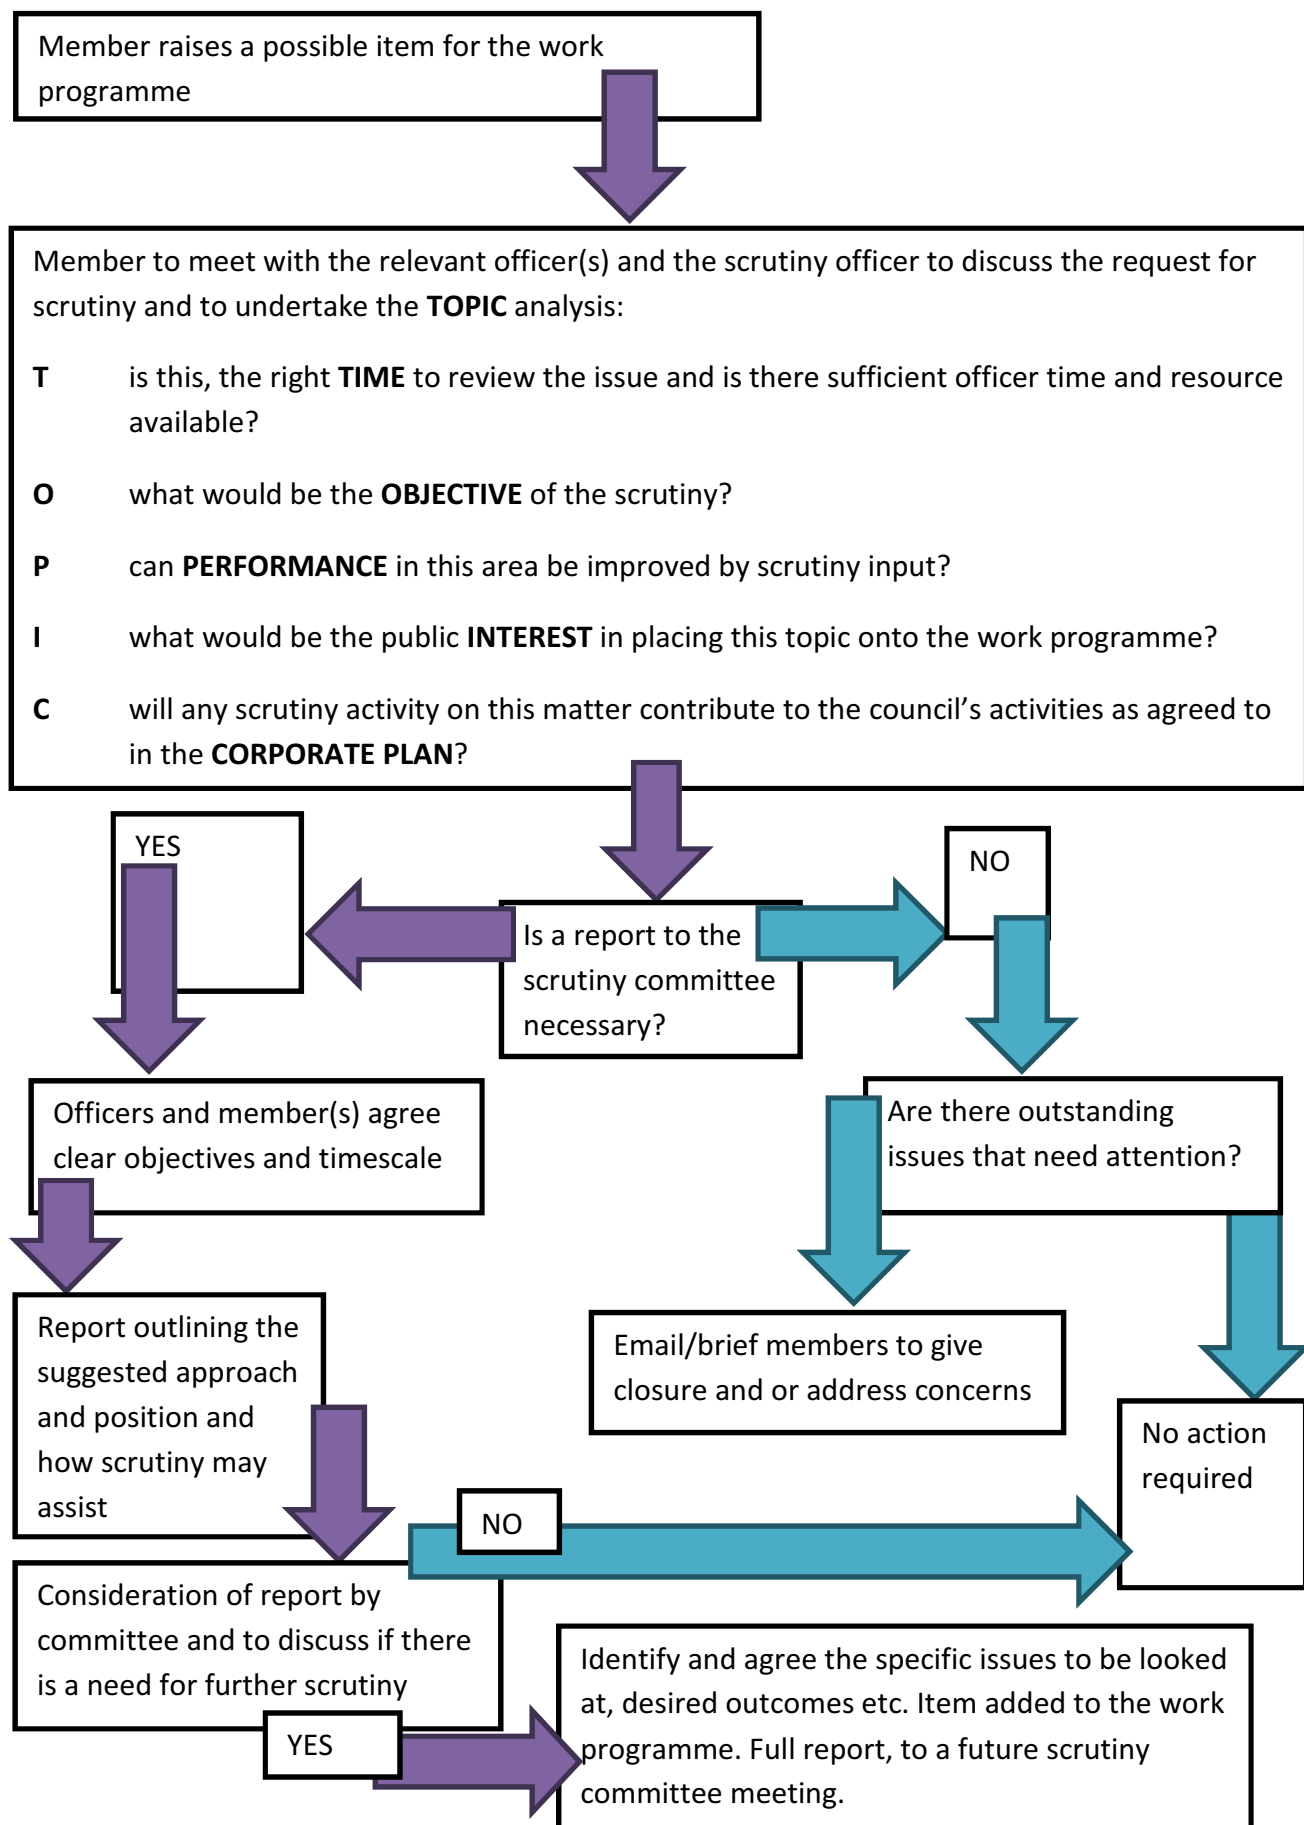 Member raises a possible item for the work
programme
Member to meet with the relevant officer(s) and the scrutiny officer to discuss the request for
scrutiny and to undertake the TOPIC analysis:
T is this, the right TIME to review the issue and is there sufficient officer time and resource
available?
O what would be the OBJECTIVE of the scrutiny?
P can PERFORMANCE in this area be improved by scrutiny input?
I what would be the public INTEREST in placing this topic onto the work programme?
C will any scrutiny activity on this matter contribute to the council’s activities as agreed to
in the CORPORATE PLAN?
YES
NO
Is a report to the
scrutiny committee
necessary?
Officers and member(s) agree
clear objectives and timescale
Are there outstanding
issues that need attention?
Report outlining the
suggested approach
and position and
how scrutiny may
assist
Email/brief members to give
closure and or address concerns
No action
required
NO
Consideration of report by
committee and to discuss if there
is a need for further scrutiny
YES
Identify and agree the specific issues to be looked
at, desired outcomes etc. Item added to the work
programme. Full report, to a future scrutiny
committee meeting.